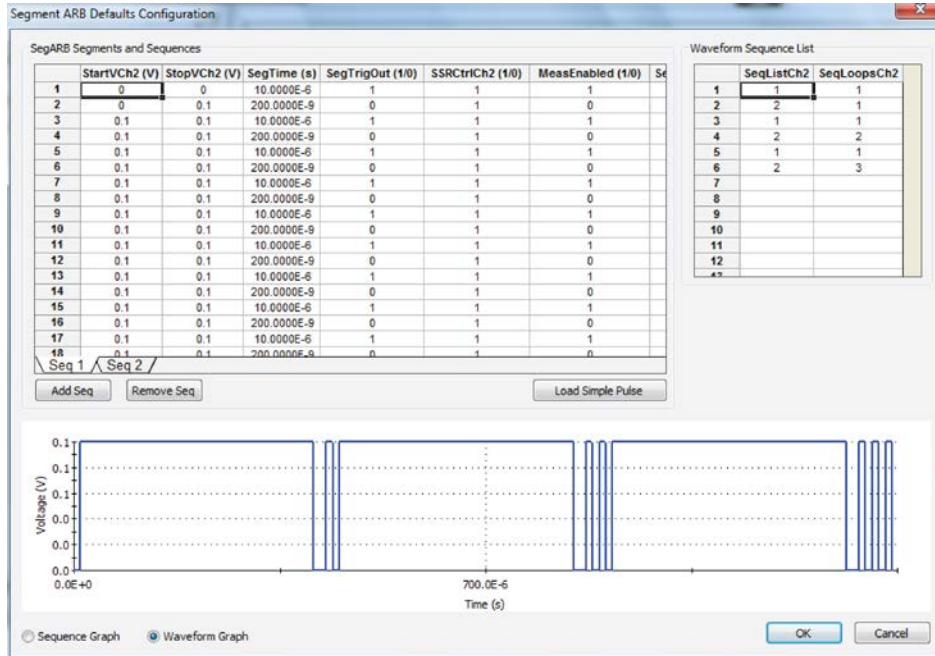 Segment ARB Defaults Configuration
SegARB Segments and Sequences
StartVCh2 (V) StopVCh2 (V) SegTime (s) SegTrigOut (1/0) SSRCtrlCh2 (1/0) MeasEnabled (1/0) Se
1 0 0 10.0000E-6 1 1 1
2 0 0.1 200.0000E-9 0 1 0
3 0.1 0.1 10.0000E-6 1 1 1
4 0.1 0.1 200.0000E-9 0 1 0
5 0.1 0.1 10.0000E-6 1 1 1
6 0.1 0.1 200.0000E-9 0 1 0
7 0.1 0.1 10.0000E-6 1 1 1
8 0.1 0.1 200.0000E-9 0 1 0
9 0.1 0.1 10.0000E-6 1 1 1
10 0.1 0.1 200.0000E-9 0 1 0
11 0.1 0.1 10.0000E-6 1 1 1
12 0.1 0.1 200.0000E-9 0 1 0
13 0.1 0.1 10.0000E-6 1 1 1
14 0.1 0.1 200.0000E-9 0 1 0
15 0.1 0.1 10.0000E-6 1 1 1
16 0.1 0.1 200.0000E-9 0 1 0
17 0.1 0.1 10.0000E-6 1 1 1
18 0.1 0.1 200.0000E-9 0 1 0
Seq 1 Seq 2
Add Seq Remove Seq Load Simple Pulse
Waveform Sequence List
SeqListCh2 SeqLoopsCh2
1 1 1
2 2 1
3 1 1
4 2 2
5 1 1
6 2 3
7
8
9
10
11
12
Voltage (V)
0.1
0.1
0.1
0.0
0.0
0.0
0.0E+0 700.0E-6
Time (s)
Sequence Graph Waveform Graph OK Cancel